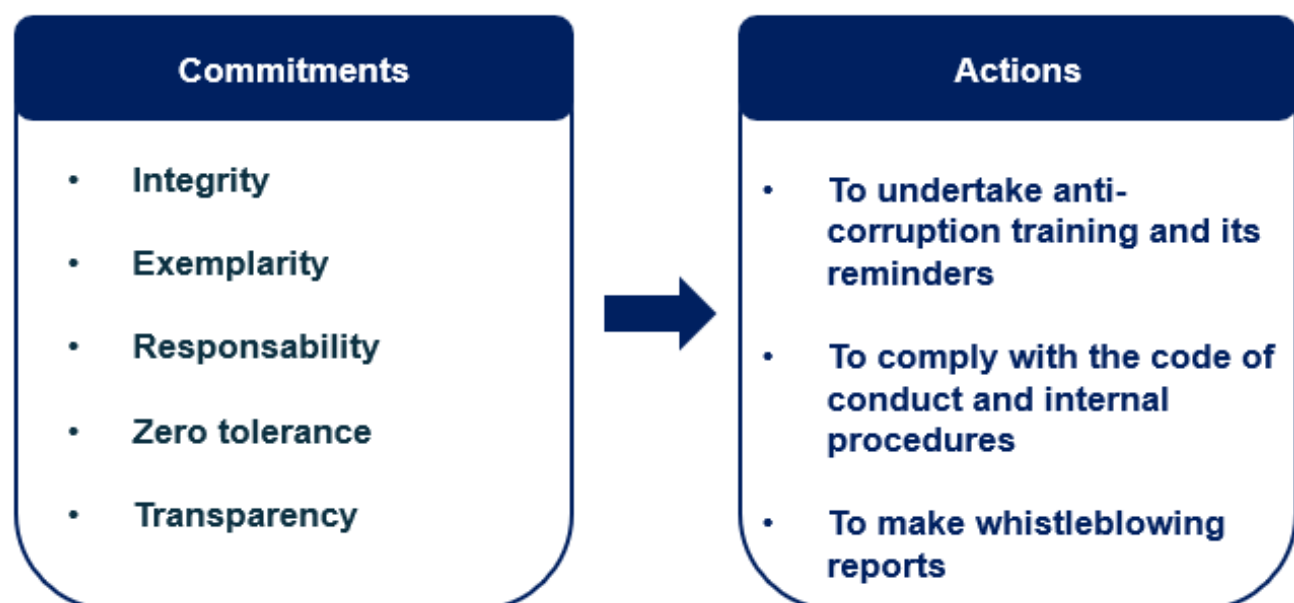 Commitments
• Integrity
• Exemplarity
• Responsability
• Zero tolerance
• Transparency
Actions
• To undertake anti-
corruption training and its
reminders
• To comply with the code of
conduct and internal
procedures
• To make whistleblowing
reports